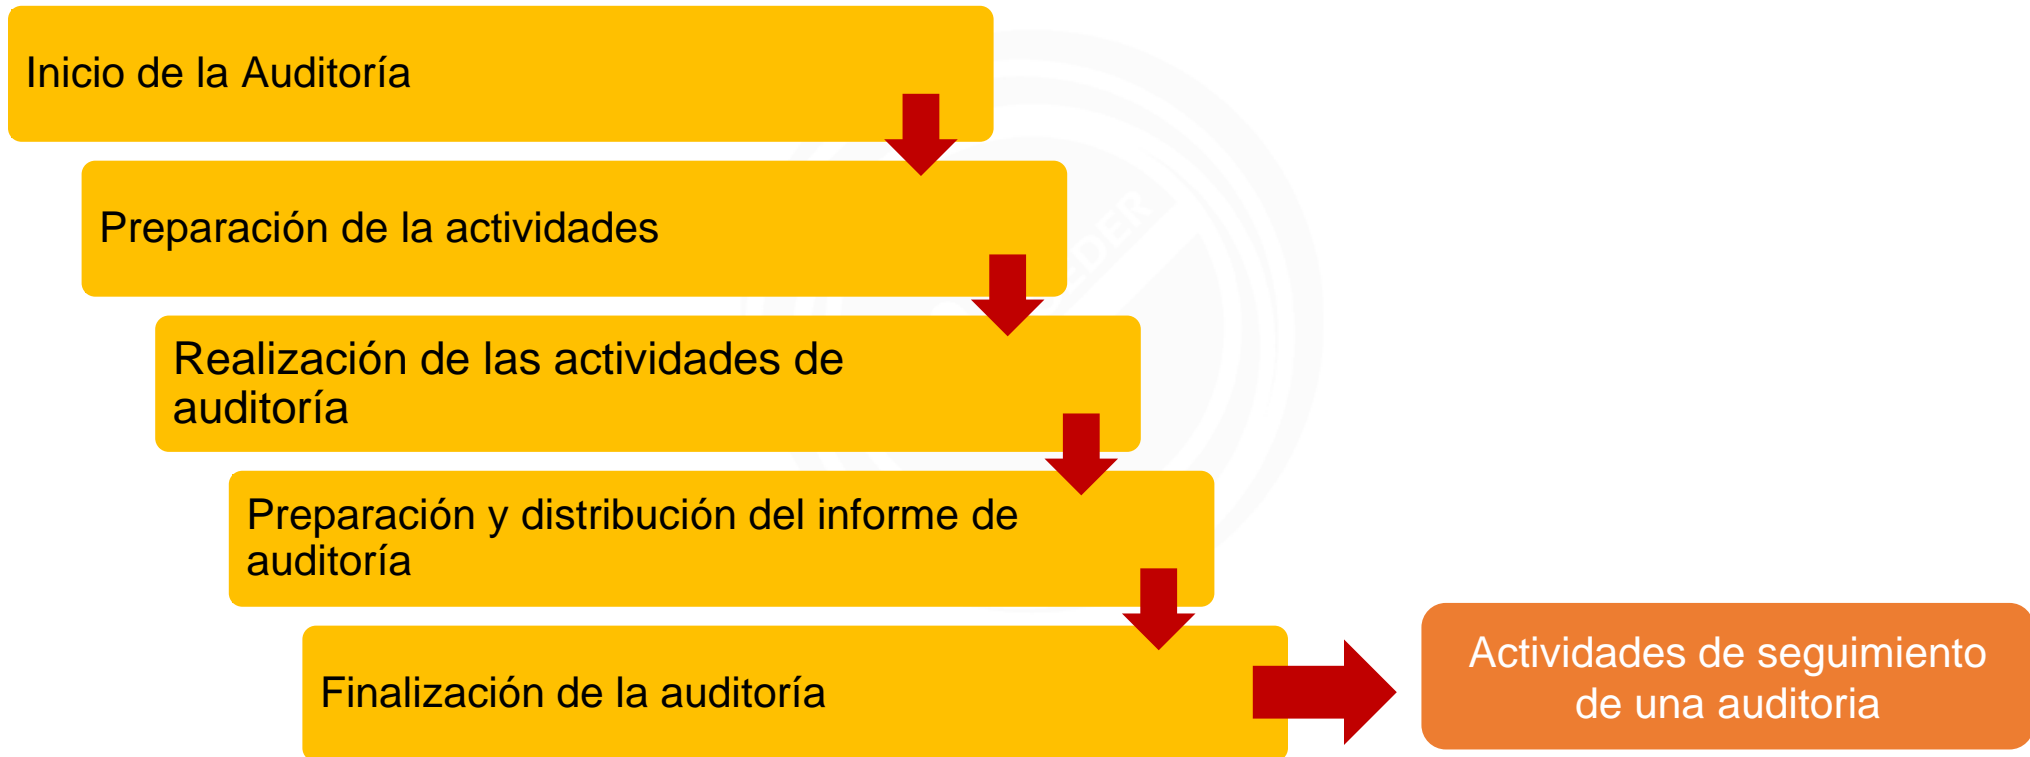 Inicio de la Auditoría
Preparación de la actividades
Realización de las actividades de
auditoría
Preparación y distribución del informe de
auditoría
Finalización de la auditoría
Actividades de seguimiento
de una auditoria